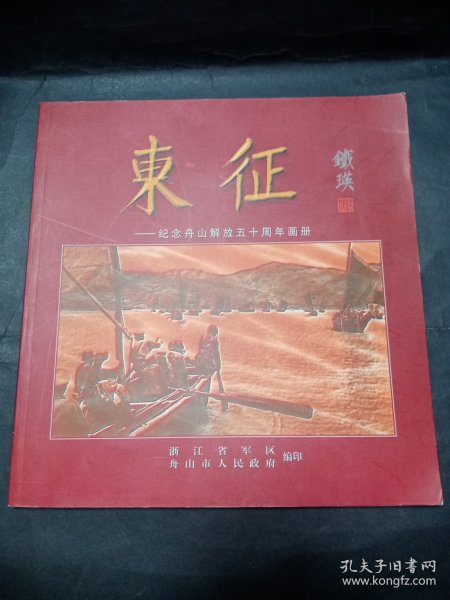 東征
鐵瑛
——纪念舟山解放五十周年画册
浙江省军区
舟山市人民政府 编印
孔夫子旧书网
www.kongfz.com